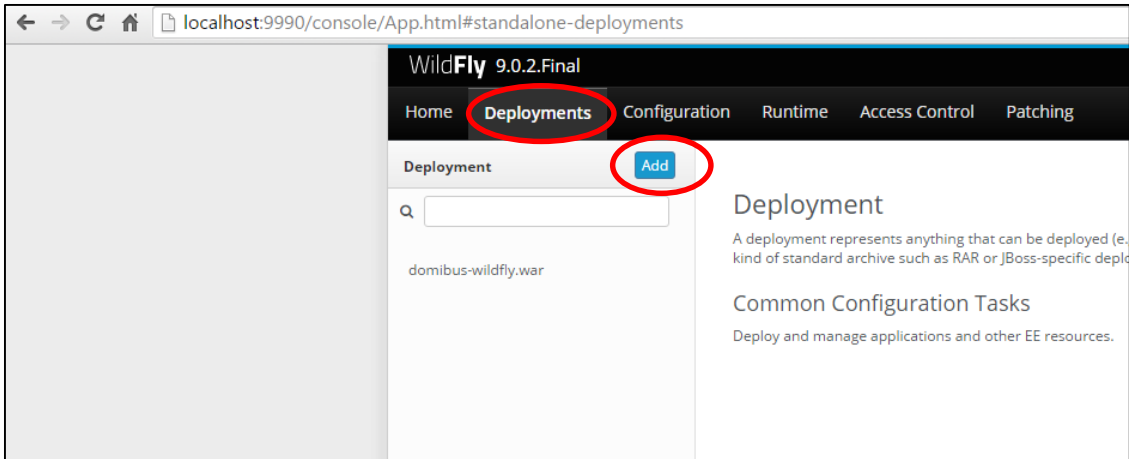 localhost:9990/console/App.html#standalone-deployments
WildFly 9.0.2.Final
Home Deployments Configuration Runtime Access Control Patching
Deployment Add
domibus-wildfly.war
Deployment
A deployment represents anything that can be deployed (e.
kind of standard archive such as RAR or JBoss-specific deplo
Common Configuration Tasks
Deploy and manage applications and other EE resources.